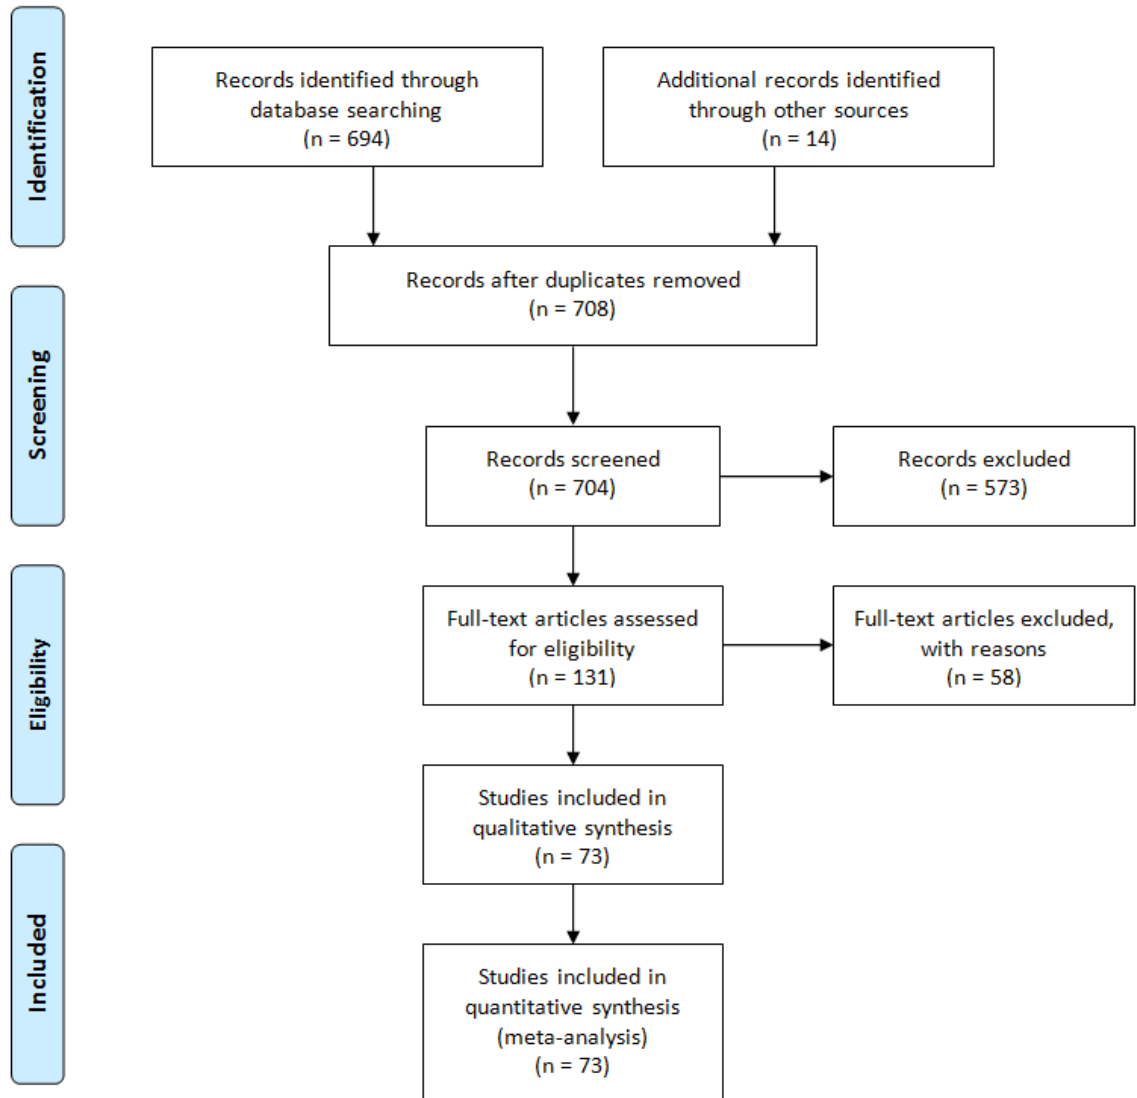 Identification
Records identified through
database searching
(n = 694)
Additional records identified
through other sources
(n = 14)
Records after duplicates removed
(n = 708)
Screening
Records screened
(n = 704)
Records excluded
(n = 573)
Eligibility
Full-text articles assessed
for eligibility
(n = 131)
Full-text articles excluded,
with reasons
(n = 58)
Studies included in
qualitative synthesis
(n = 73)
Included
Studies included in
quantitative synthesis
(meta-analysis)
(n = 73)